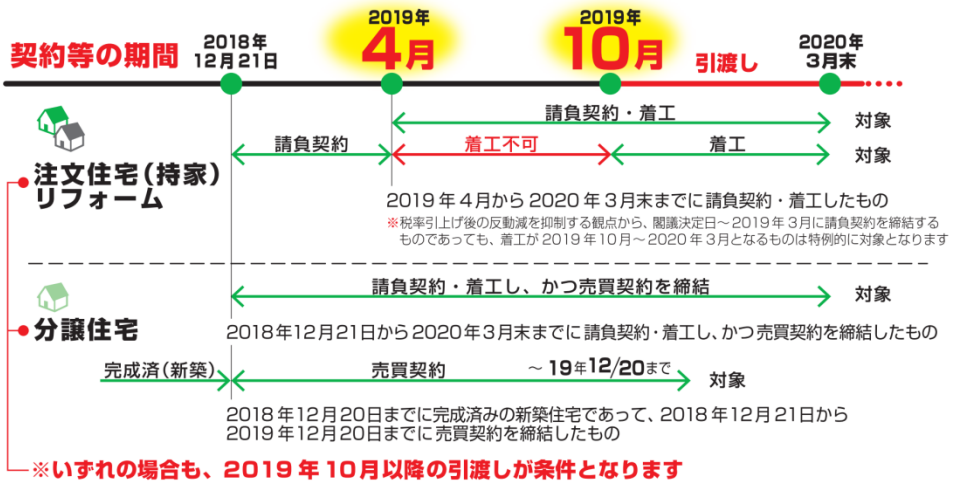 契約等の期間
2018年
12月21日
2019年
4月
2019年
10月
引渡し
2020年
3月末
請負契約・着工
対象
請負契約
着工不可
着工
対象
注文住宅(持家)
リフォーム
2019年4月から2020年3月末までに請負契約・着工したもの
※税率引上げ後の反動減を抑制する観点から、閣議決定日～2019年3月に請負契約を締結する
ものであっても、着工が2019年10月～2020年3月となるものは特例的に対象となります
請負契約・着工し、かつ売買契約を締結
対象
分譲住宅
2018年12月21日から2020年3月末までに請負契約・着工し、かつ売買契約を締結したもの
完成済(新築)
売買契約
～19年12/20まで
対象
2018年12月20日までに完成済みの新築住宅であって、2018年12月21日から
2019年12月20日までに売買契約を締結したもの
※いずれの場合も、2019年10月以降の引渡しが条件となります